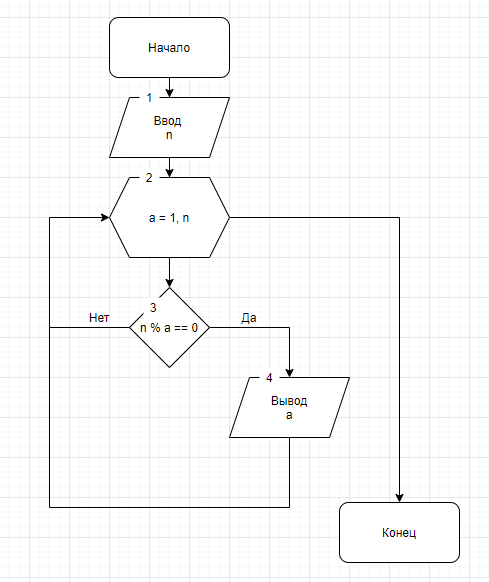 Начало
1
Ввод
n
2
a = 1, n
3
n % a == 0
Нет
Да
4
Вывод
a
Конец